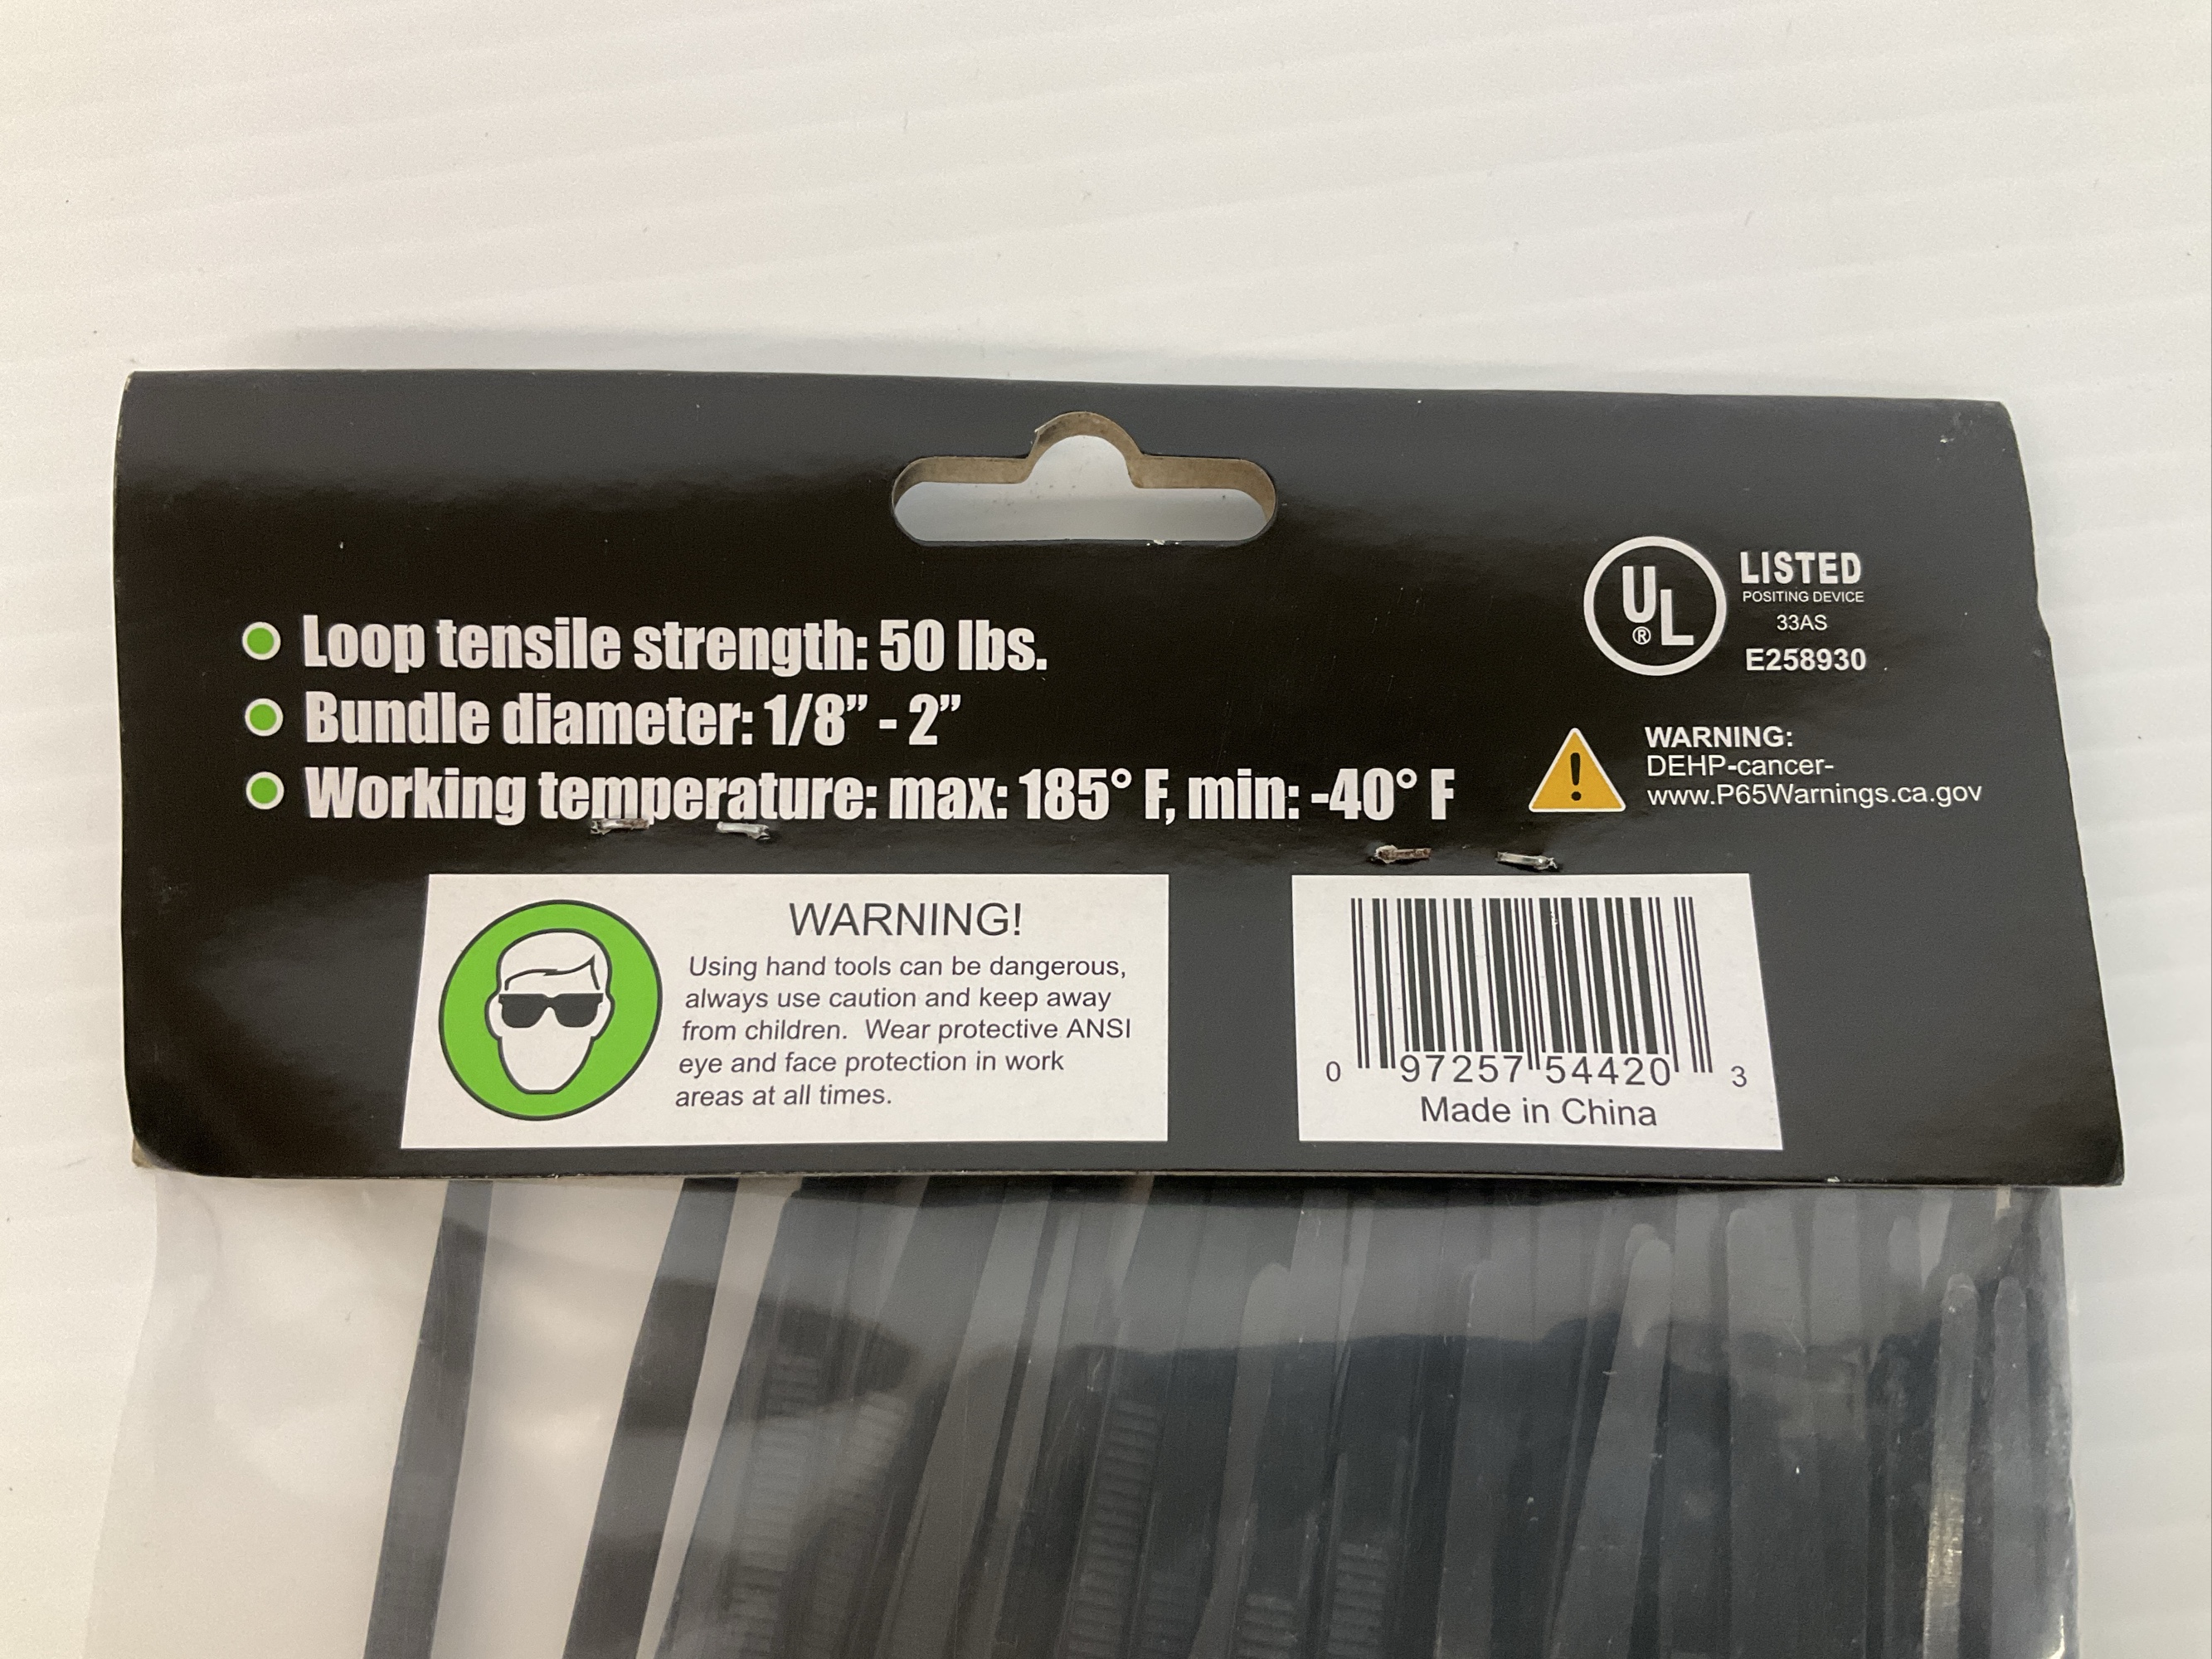 Loop tensile strength: 50 lbs.
Bundle diameter: 1/8” - 2”
Working temperature: max: 185° F, min: -40° F
UL ®
LISTED
POSITING DEVICE
33AS
E258930
WARNING:
DEHP-cancer-
www.P65Warnings.ca.gov
WARNING!
Using hand tools can be dangerous,
always use caution and keep away
from children. Wear protective ANSI
eye and face protection in work
areas at all times.
0 97257 54420 3
Made in China